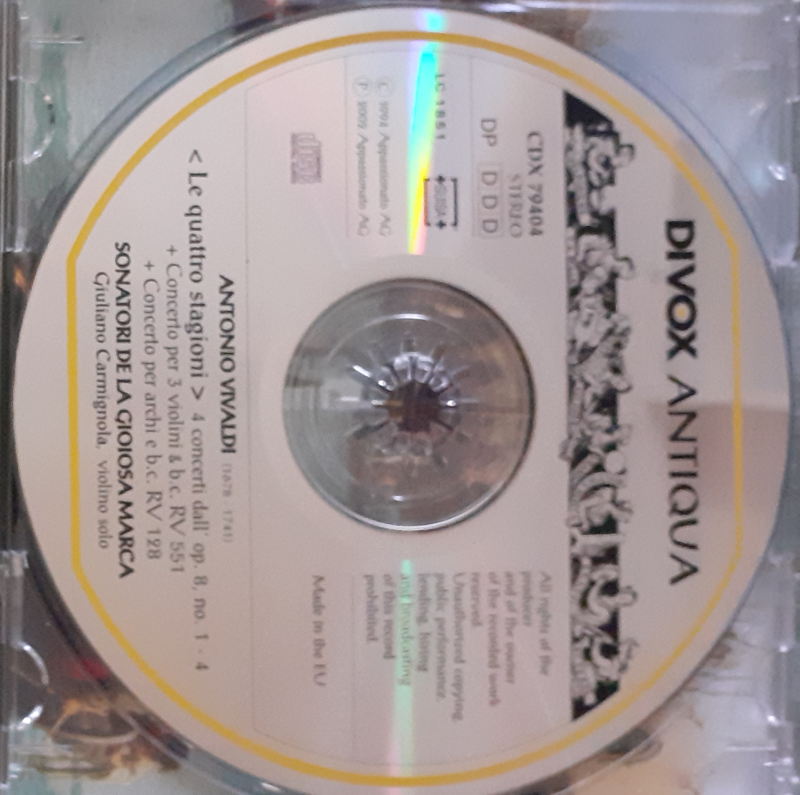 DIVOX ANTIQUA
CDX 79404
STEREO
DP D D D
SUISA
LC 1851
© 1994 Appassionato AG
℗ 2002 Appassionato AG
All rights of the
producer
and of the owner
of the recorded work
reserved
Unauthorized copying
public performance.
lending, hiring
and broadcasting
of this record
prohibited.
Made in the EU
ANTONIO VIVALDI (1678 - 1741)
< Le quattro stagioni > 4 concerti dall' op. 8, no. 1 - 4
+ Concerto per 3 violini & b.c. RV 551
+ Concerto per archi e b.c. RV 128
SONATORI DE LA GIOIOSA MARCA
Giuliano Carmignola, violino solo